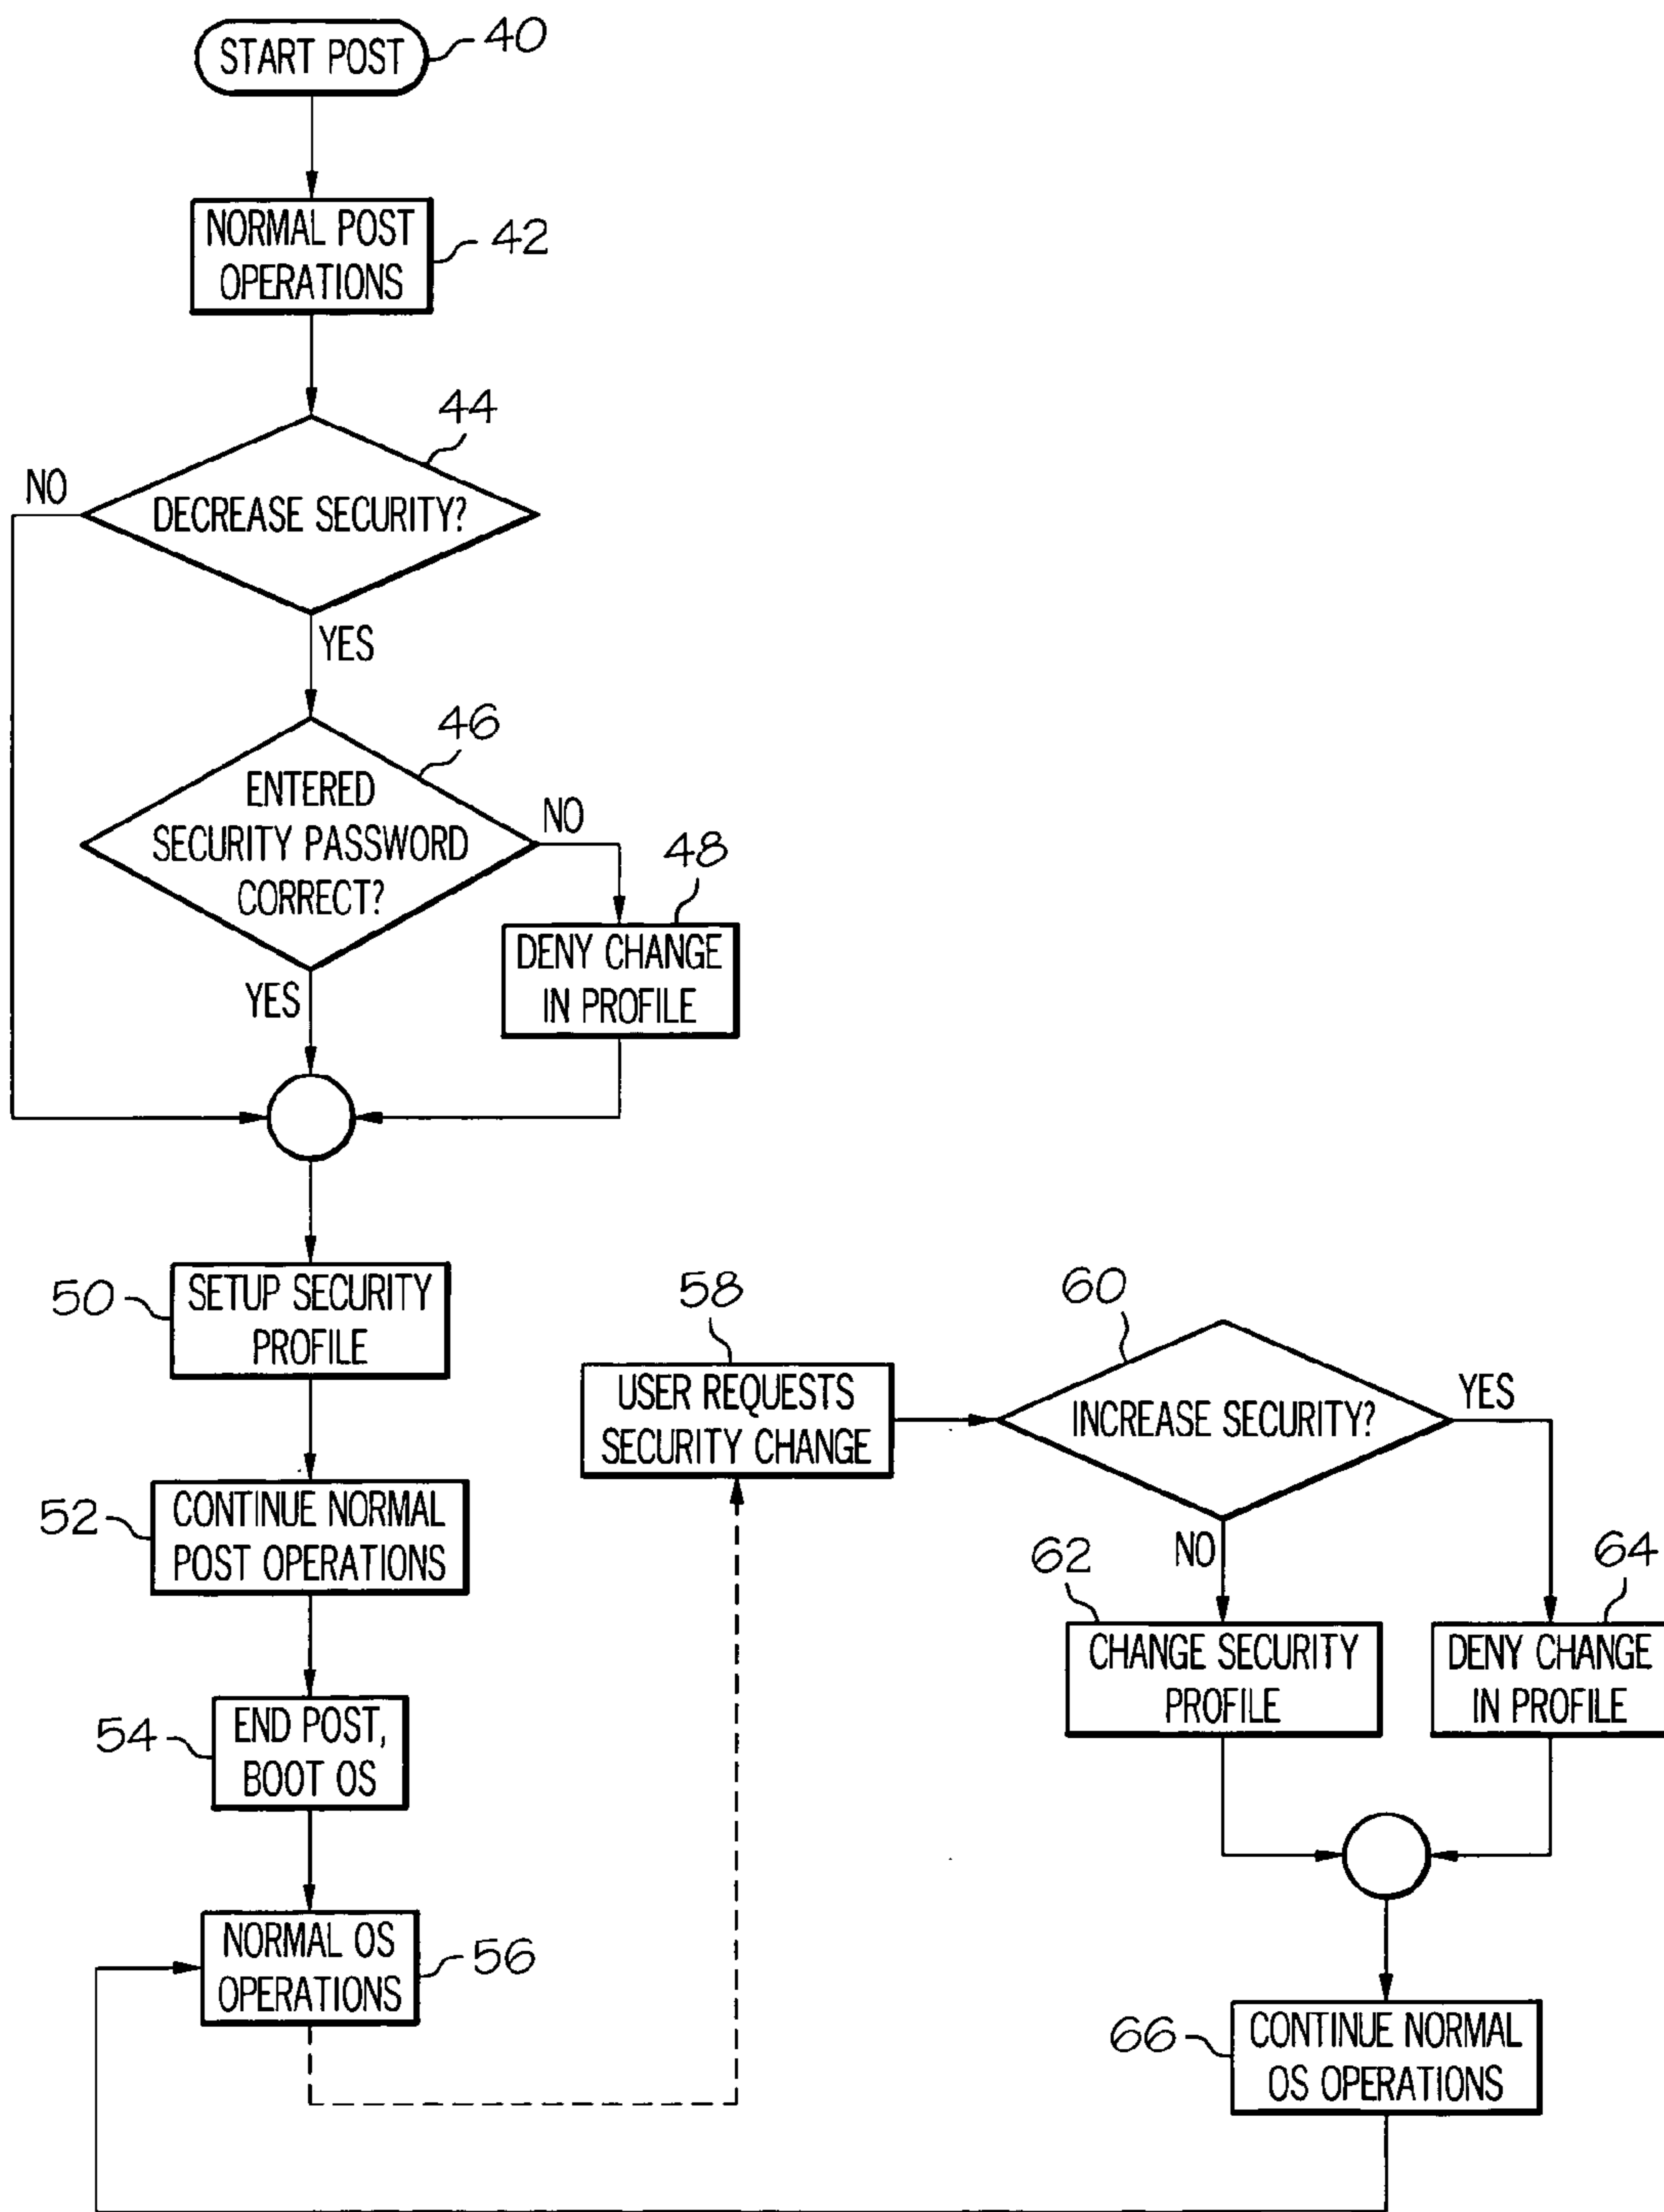 START POST
40
NORMAL POST
OPERATIONS
42
44
NO
DECREASE SECURITY?
YES
46
ENTERED
SECURITY PASSWORD
CORRECT?
NO
48
DENY CHANGE
IN PROFILE
YES
50
SETUP SECURITY
PROFILE
52
CONTINUE NORMAL
POST OPERATIONS
54
END POST,
BOOT OS
NORMAL OS
OPERATIONS
56
58
USER REQUESTS
SECURITY CHANGE
60
INCREASE SECURITY?
YES
NO
62
CHANGE SECURITY
PROFILE
64
DENY CHANGE
IN PROFILE
66
CONTINUE NORMAL
OS OPERATIONS